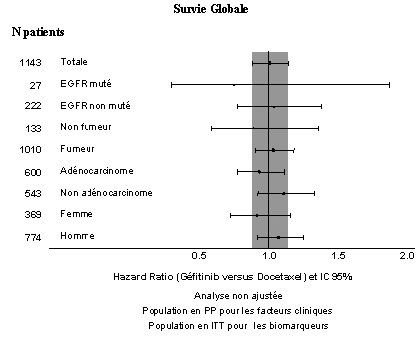 Survie Globale
N patients
1143 Totale
27 EGFR muté
222 EGFR non muté
133 Non fumeur
1010 Fumeur
600 Adénocarcinome
543 Non adénocarcinome
369 Femme
774 Homme
0.5 1.0 1.5 2.0
Hazard Ratio (Géfitinib versus Docetaxel) et IC 95%
Analyse non ajustée
Population en PP pour les facteurs cliniques
Population en ITT pour les biomarqueurs